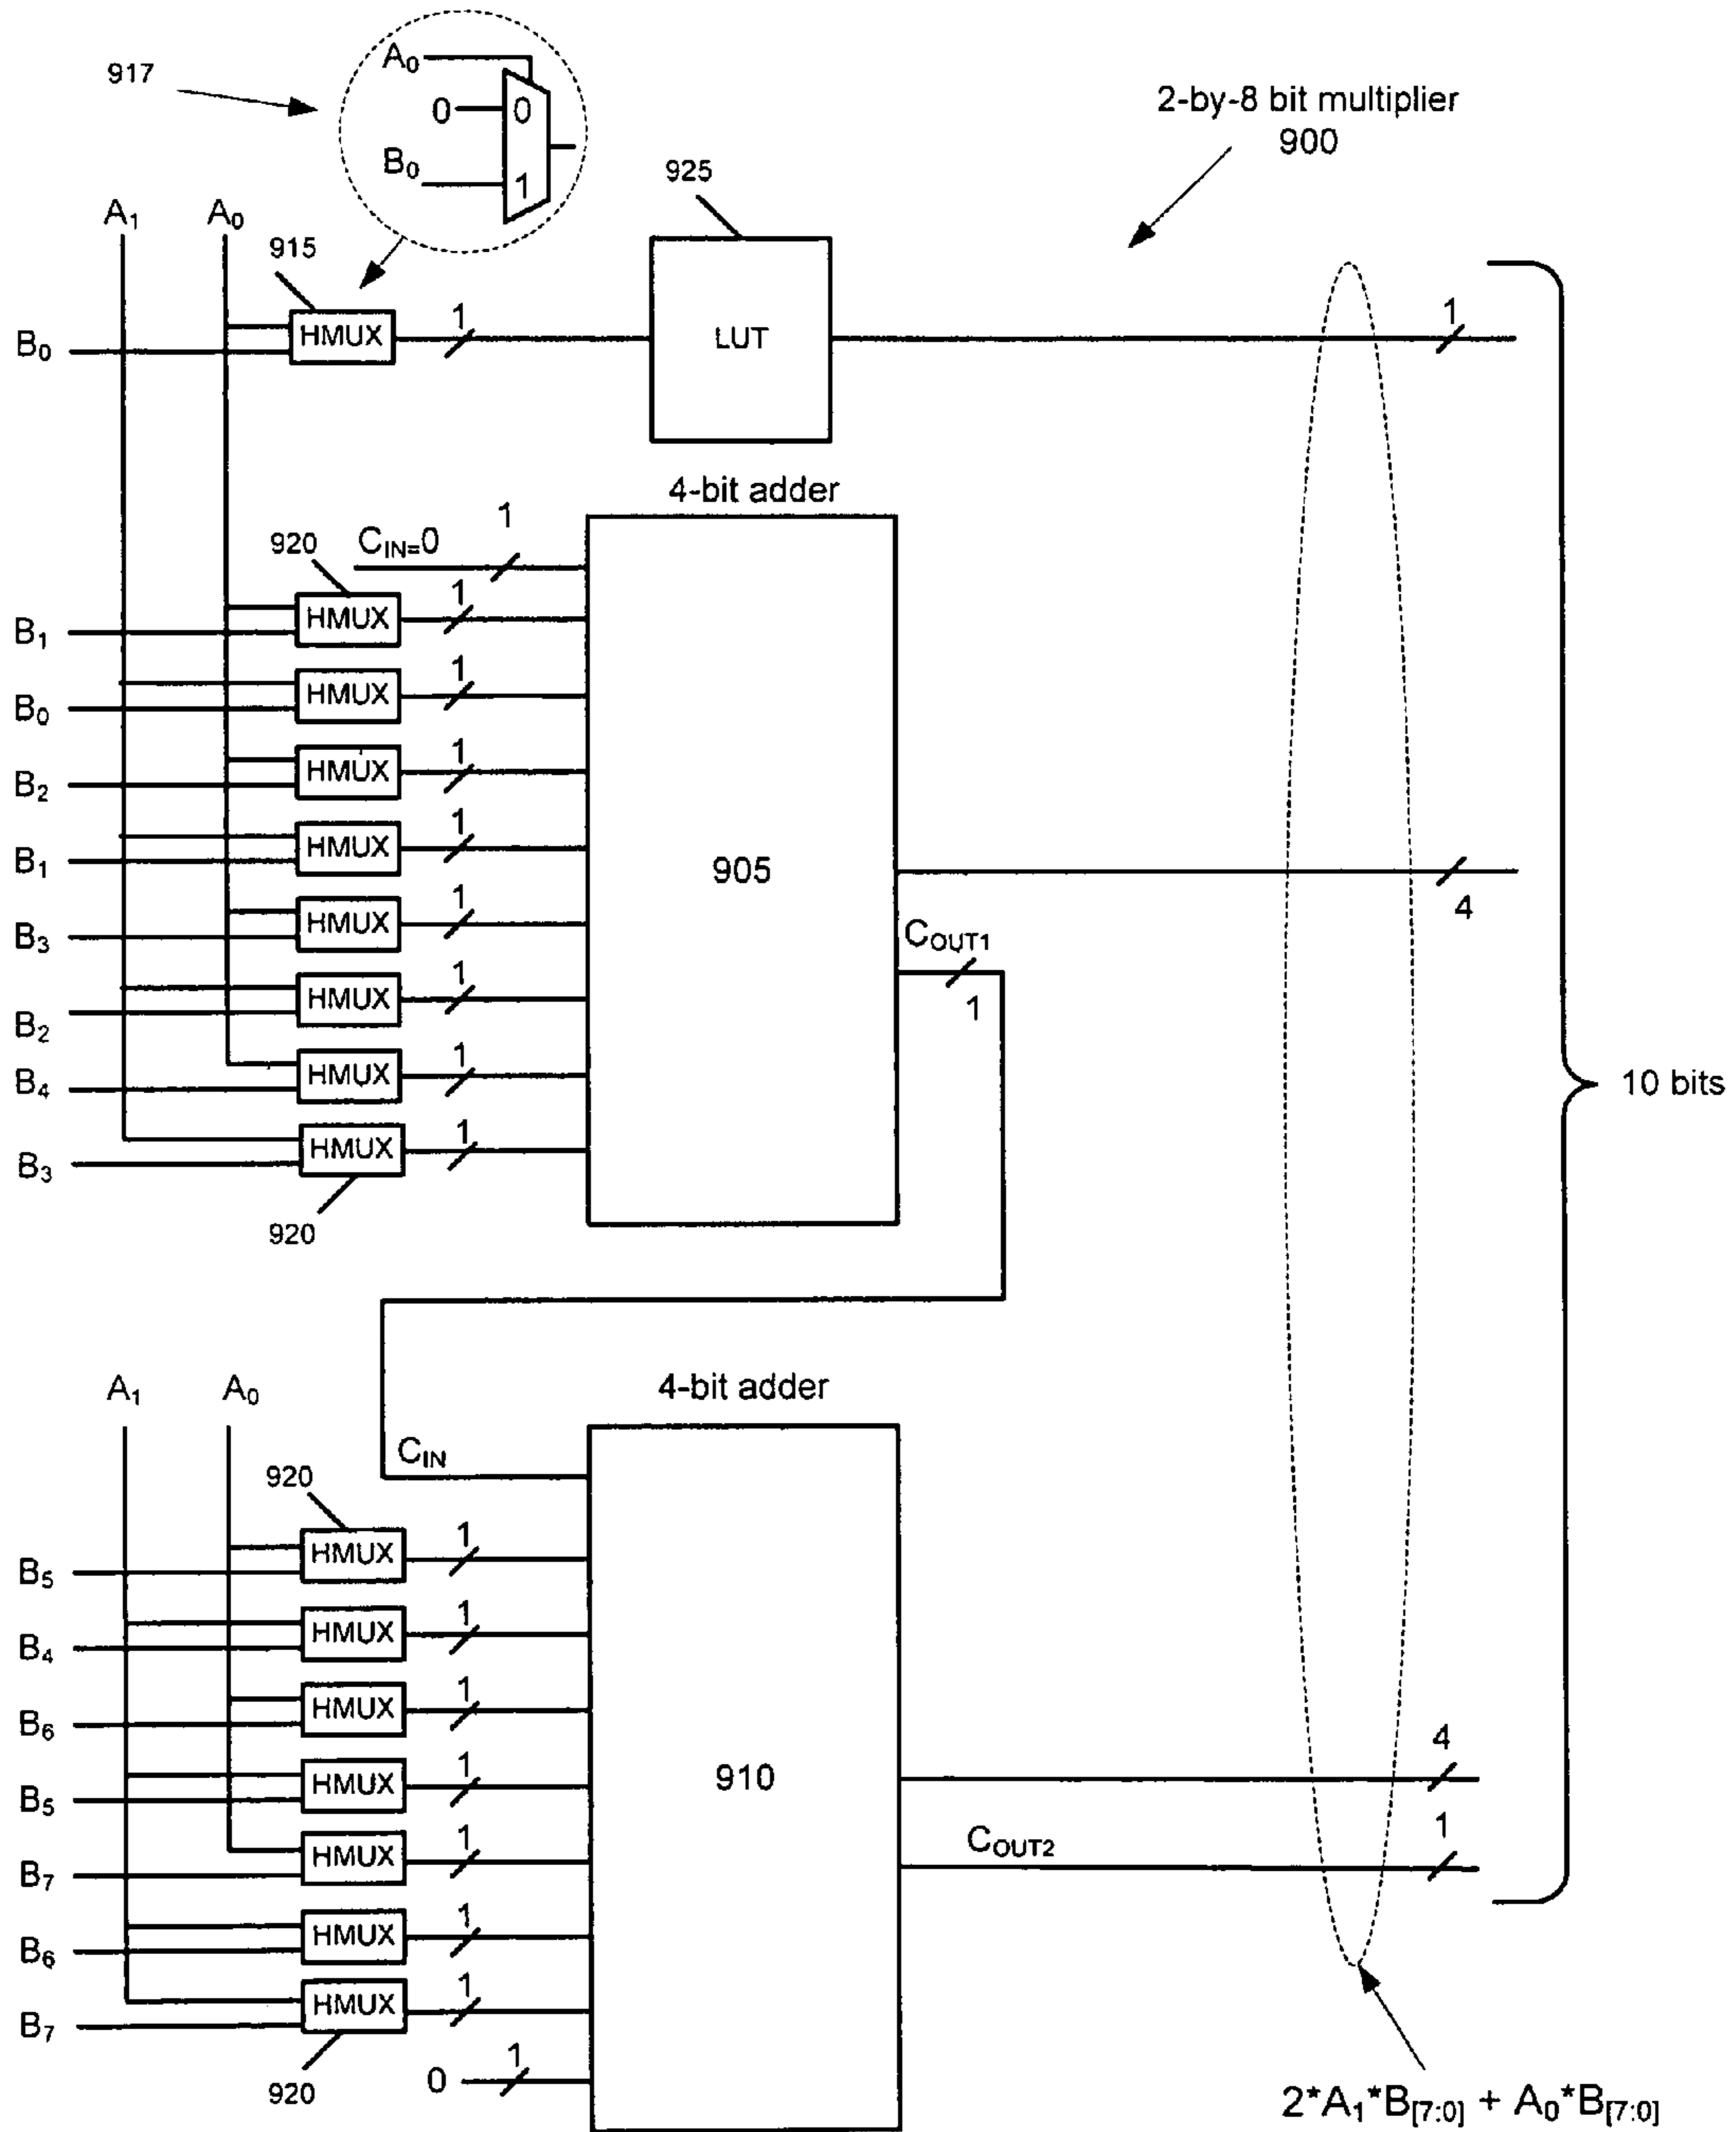 917
A0
0 0
B0 1
2-by-8 bit multiplier
900
925
A1 A0
915
B0 HMUX 1 LUT 1
4-bit adder
CIN=0 1
920
B1 HMUX 1
B0 HMUX 1
B2 HMUX 1
B1 HMUX 1
905
4
B3 HMUX 1
COUT1
1
B2 HMUX 1
B4 HMUX 1
10 bits
B3 HMUX 1
920
4-bit adder
A1 A0
CIN
920
B5 HMUX 1
B4 HMUX 1
B6 HMUX 1
910
4
B5 HMUX 1
COUT2 1
B7 HMUX 1
B6 HMUX 1
B7 HMUX 1
920
0 1
2*A1*B[7:0] + A0*B[7:0]